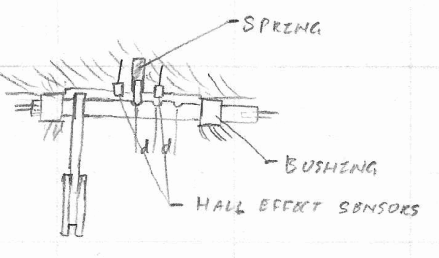 SPRING
d d
BUSHING
HALL EFFECT SENSORS